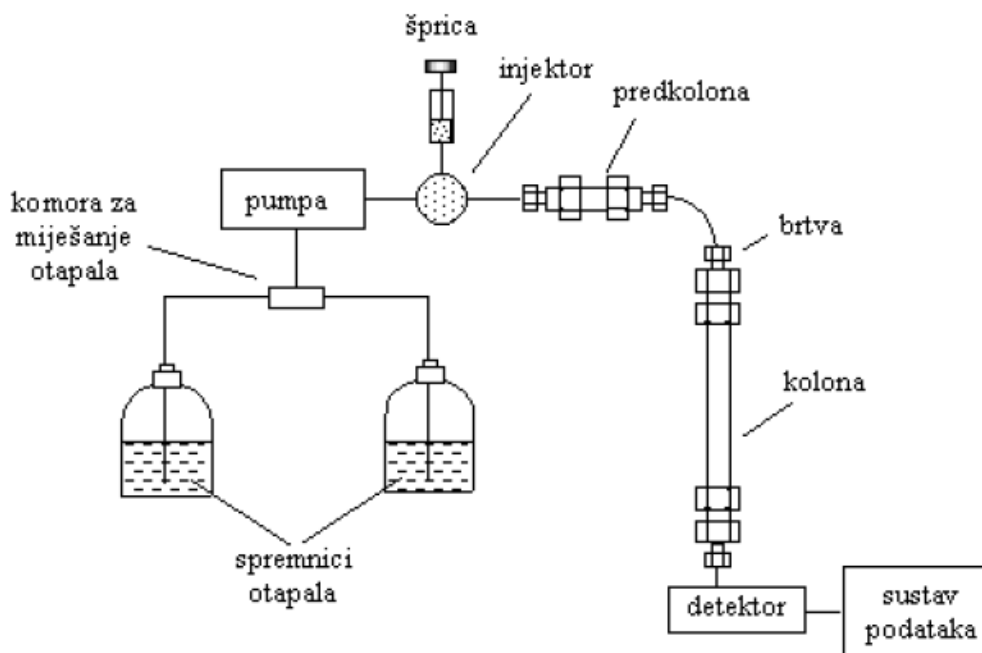 šprica
injektor
predkolona
pumpa
komora za
miješanje
otapala
brtva
kolona
spremnici
otapala
detektor
sustav
podataka